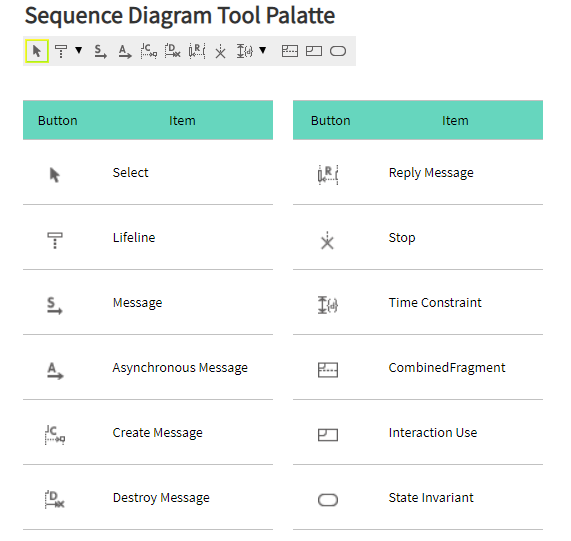 Sequence Diagram Tool Palatte
Button Item Button Item
Select Reply Message
Lifeline Stop
S Message {d} Time Constraint
A Asynchronous Message CombinedFragment
C Create Message Interaction Use
D Destroy Message State Invariant